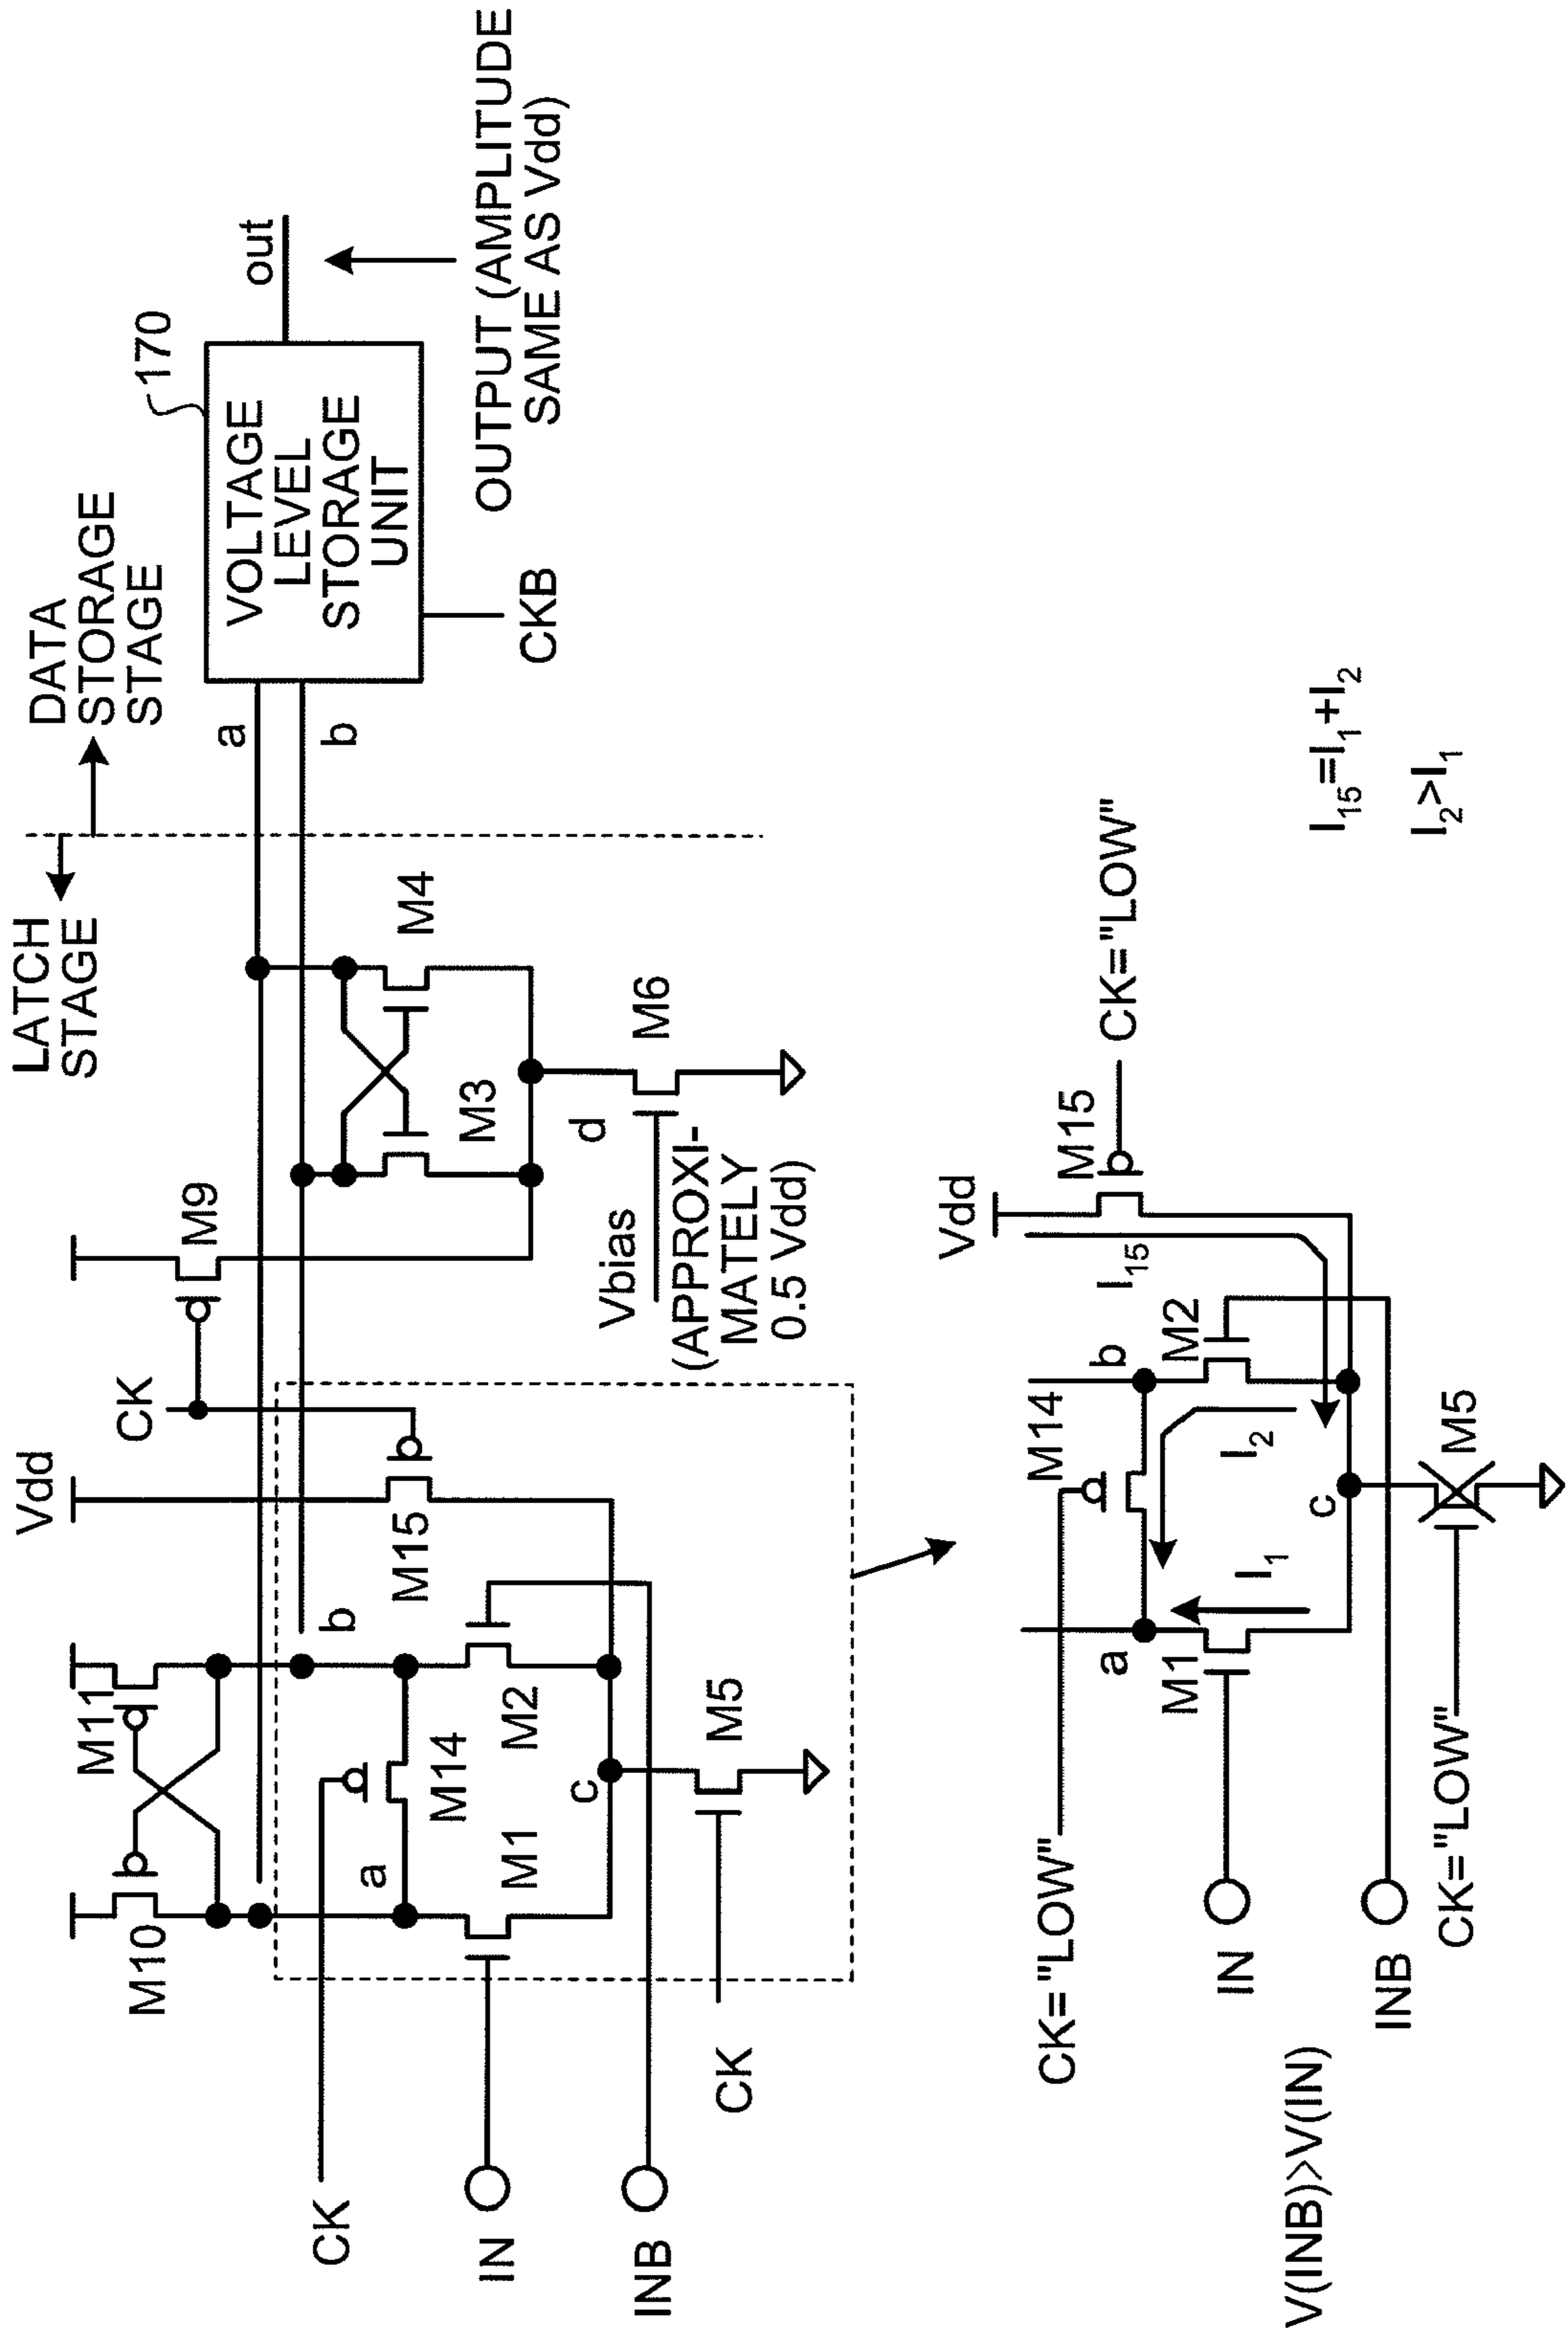 LATCH
STAGE
DATA
STORAGE
STAGE
M10
M11
Vdd
CK
M9
a
b
170
VOLTAGE
LEVEL
STORAGE
UNIT
out
CKB
OUTPUT (AMPLITUDE
SAME AS Vdd)
CK
a
b
M14
M15
M1
M2
M3
M4
IN
INB
c
M5
CK
d
M6
Vbias
(APPROXI-
MATELY
0.5 Vdd)
CK="LOW"
M14
Vdd
M15
CK="LOW"
a
b
I15
M1
M2
I1
I2
IN
c
INB
CK="LOW"
M5
V(INB)>V(IN)
I15=I1+I2
I2>I1